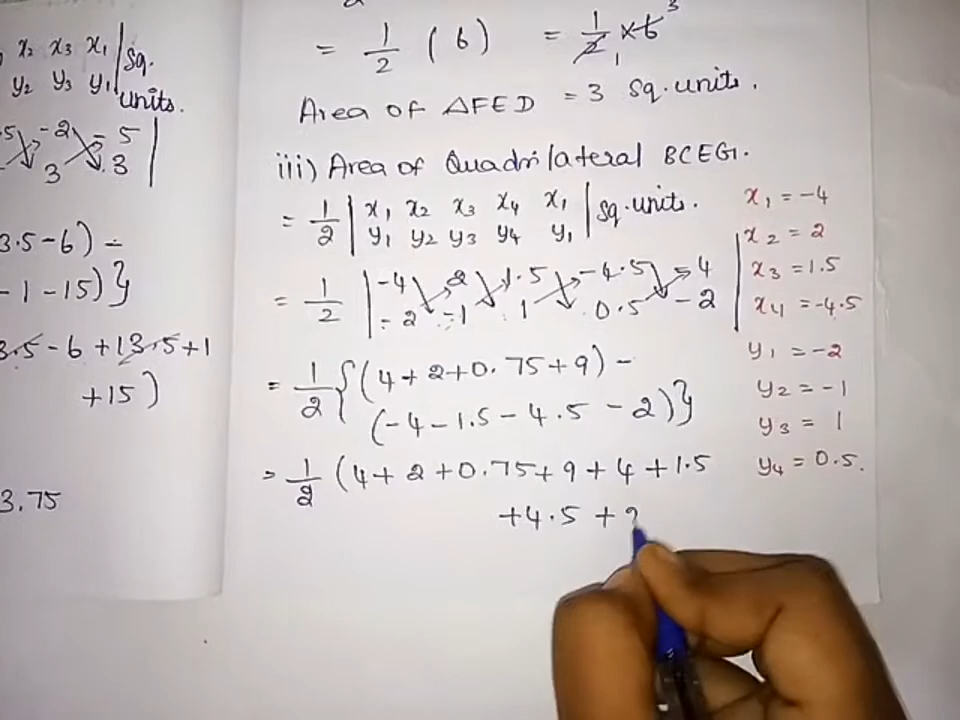 x₂ x₃ x₁ | sq.
y₂ y₃ y₁ | units.
-2 -5
3 3
3.5-6) -
-1-15)}
3.5-6+13.5+1
+15)
3.75
= 1/2 (6) = 1/2 × 6 3
1
Area of ΔFED = 3 sq.units.
iii) Area of Quadrilateral BCEG.
= 1/2 | x₁ x₂ x₃ x₄ x₁ | sq.units.
y₁ y₂ y₃ y₄ y₁
= 1/2 | -4 2 1.5 -4.5 -4 |
-2 -1 1 0.5 -2
= 1/2 {(4+2+0.75+9) -
(-4-1.5-4.5-2)}
= 1/2 (4+2+0.75+9+4+1.5
+4.5+2
x₁ = -4
x₂ = 2
x₃ = 1.5
x₄ = -4.5
y₁ = -2
y₂ = -1
y₃ = 1
y₄ = 0.5.